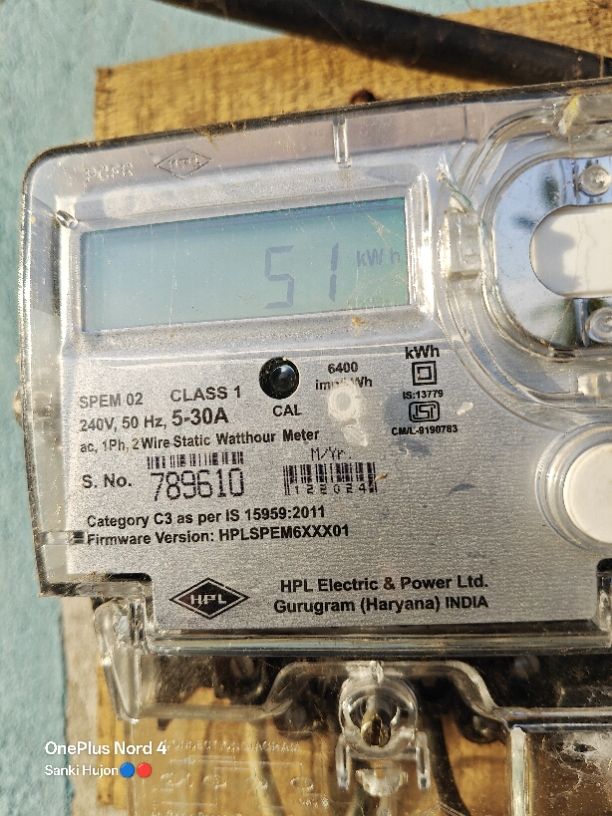 HPL
51 kWh
SPEM 02 CLASS 1
240V, 50 Hz, 5-30A
ac, 1Ph, 2 Wire Static Watthour Meter
CAL
6400
imp/kWh
kWh
IS:13779
ISI
CM/L-9190783
S. No. 789610
M/Yr.
122024
Category C3 as per IS 15959:2011
Firmware Version: HPLSPEM6XXX01
HPL
HPL Electric & Power Ltd.
Gurugram (Haryana) INDIA
OnePlus Nord 4
Sanki Hujon